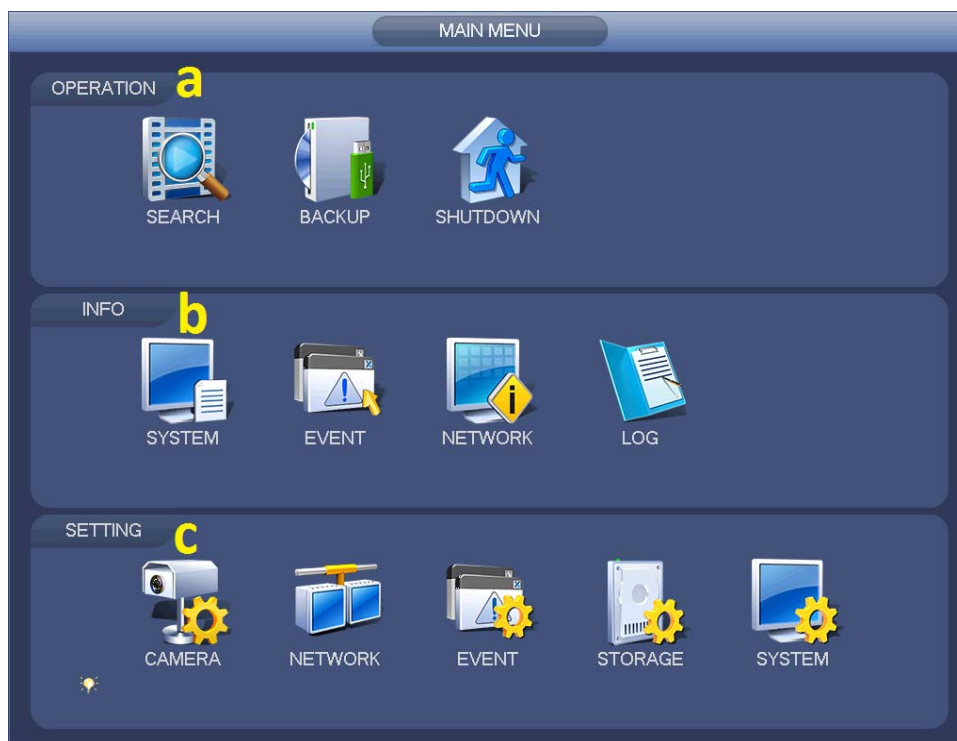 MAIN MENU
OPERATION a
SEARCH BACKUP SHUTDOWN
INFO b
SYSTEM EVENT NETWORK LOG
SETTING c
CAMERA NETWORK EVENT STORAGE SYSTEM